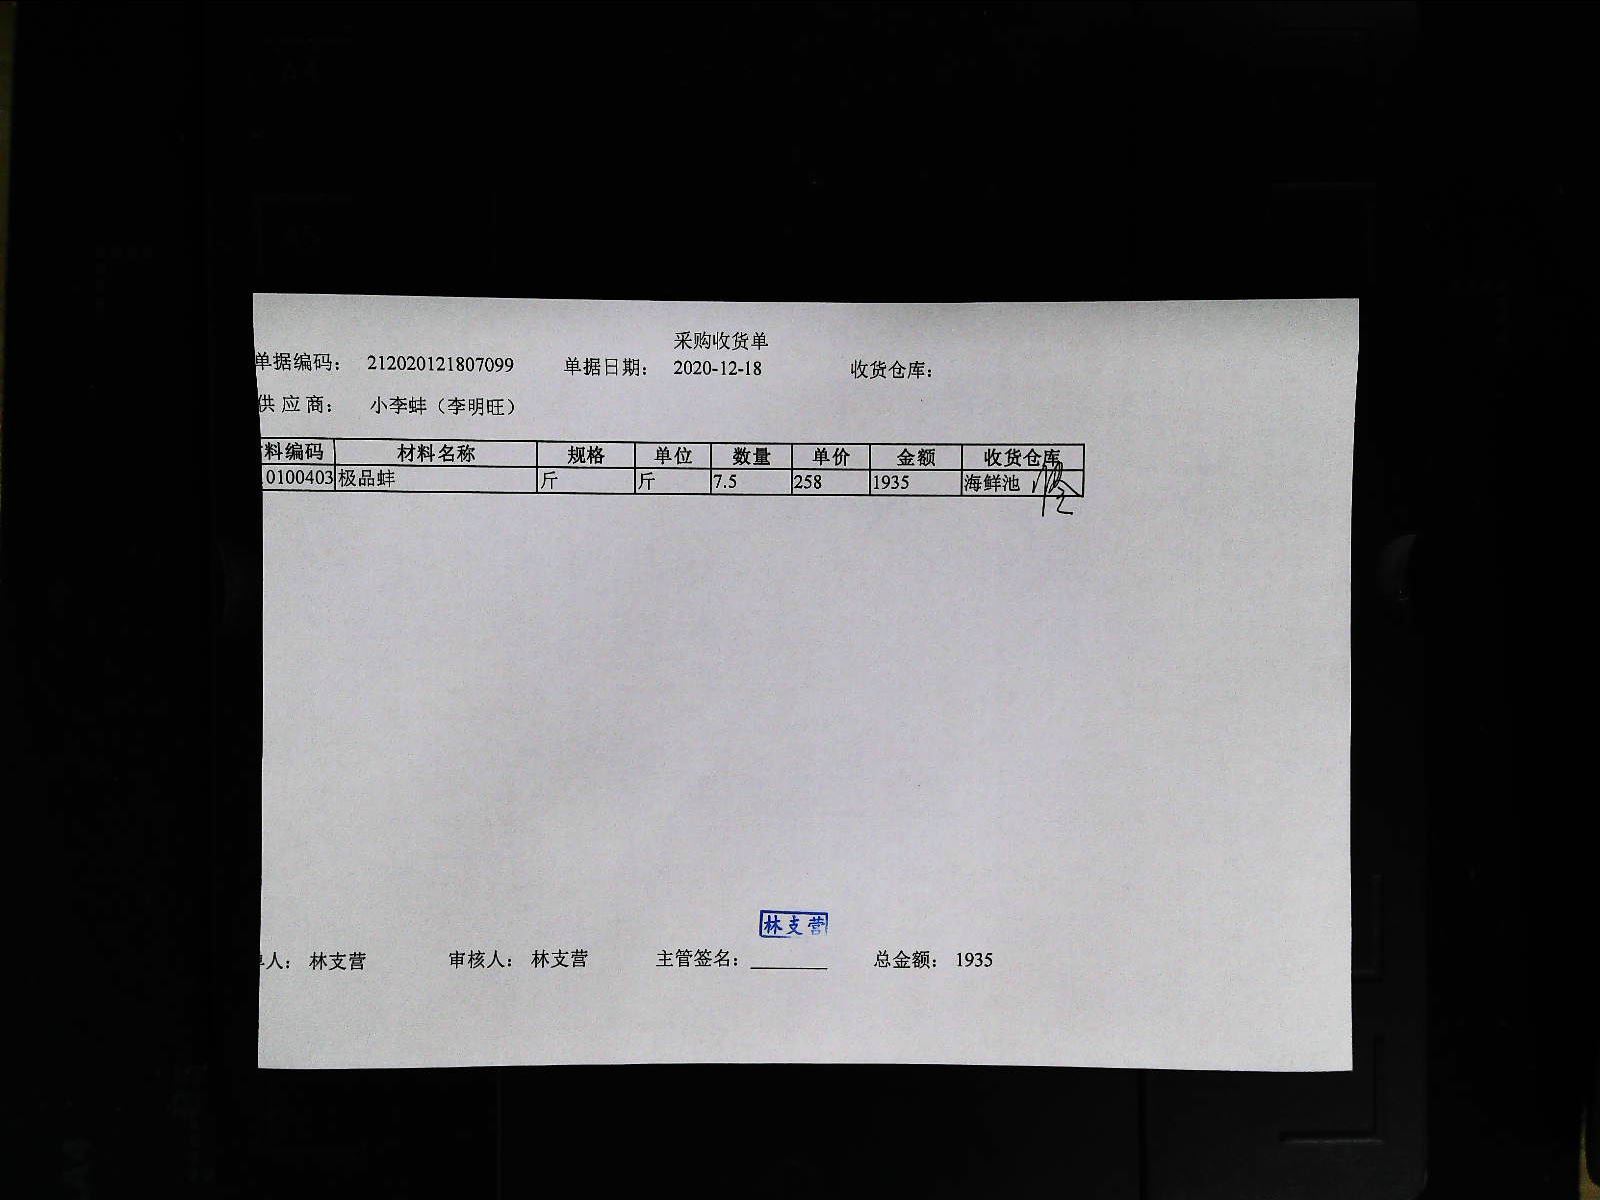 采购收货单
单据编码： 212020121807099 单据日期： 2020-12-18 收货仓库：
供 应 商： 小李蚌（李明旺）
料编码 材料名称 规格 单位 数量 单价 金额 收货仓库
0100403 极品蚌 斤 斤 7.5 258 1935 海鲜池
林支营
人： 林支营 审核人： 林支营 主管签名： 总金额： 1935